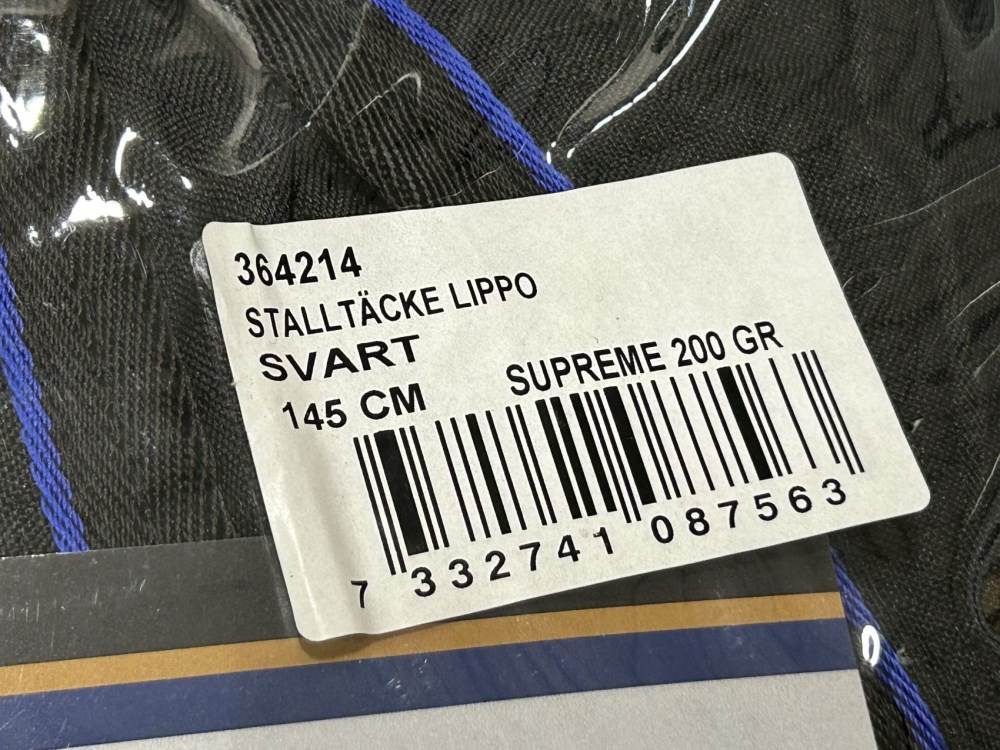 364214
STALLTÄCKE LIPPO
SVART
145 CM
SUPREME 200 GR
7 332741 087563